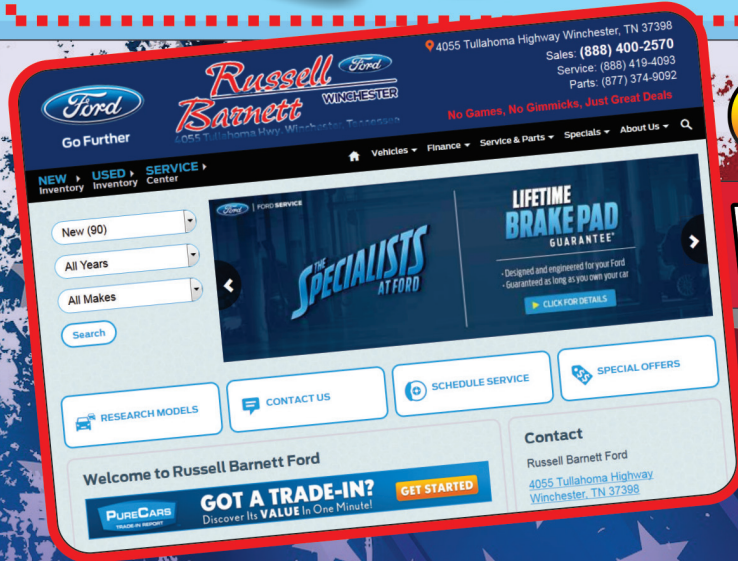 4055 Tullahoma Highway Winchester, TN 37398
Sales: (888) 400-2570
Service: (888) 419-4093
Parts: (877) 374-9092
Ford
Go Further
Russell Ford
Barnett WINCHESTER
4055 Tullahoma Hwy. Winchester, Tennessee
No Games, No Gimmicks, Just Great Deals
NEW Inventory
USED Inventory
SERVICE Center
Vehicles Finance Service & Parts Specials About Us
New (90)
All Years
All Makes
Search
Ford FORD SERVICE
THE
SPECIALISTS
AT FORD
LIFETIME
BRAKE PAD
GUARANTEE*
· Designed and engineered for your Ford
· Guaranteed as long as you own your car
CLICK FOR DETAILS
RESEARCH MODELS
CONTACT US
SCHEDULE SERVICE
$$ SPECIAL OFFERS
Welcome to Russell Barnett Ford
PURECARS
TRADE-IN REPORT
GOT A TRADE-IN?
Discover Its VALUE In One Minute!
GET STARTED
Contact
Russell Barnett Ford
4055 Tullahoma Highway
Winchester, TN 37398